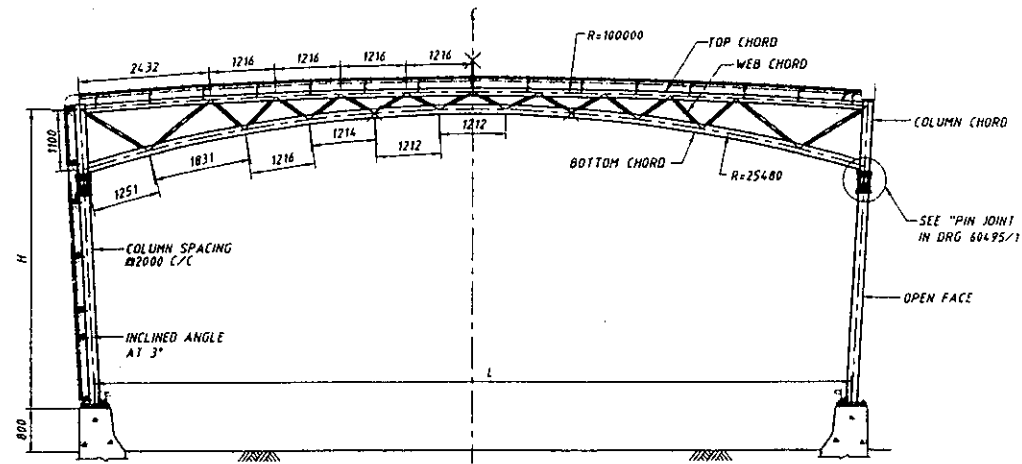 ℄
1216
1216
1216
1216
2432
R=100000
TOP CHORD
WEB CHORD
COLUMN CHORD
1100
1214
1212
1212
1831
1216
1251
BOTTOM CHORD
R=25480
SEE "PIN JOINT
IN DRG 60495/1
COLUMN SPACING
@2000 C/C
H
OPEN FACE
INCLINED ANGLE
AT 3°
L
800